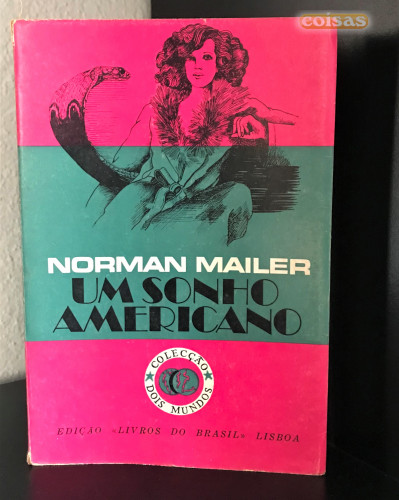 coisas
NORMAN MAILER
UM SONHO
AMERICANO
COLECÇÃO
DOIS MUNDOS
EDIÇÃO «LIVROS DO BRASIL» LISBOA